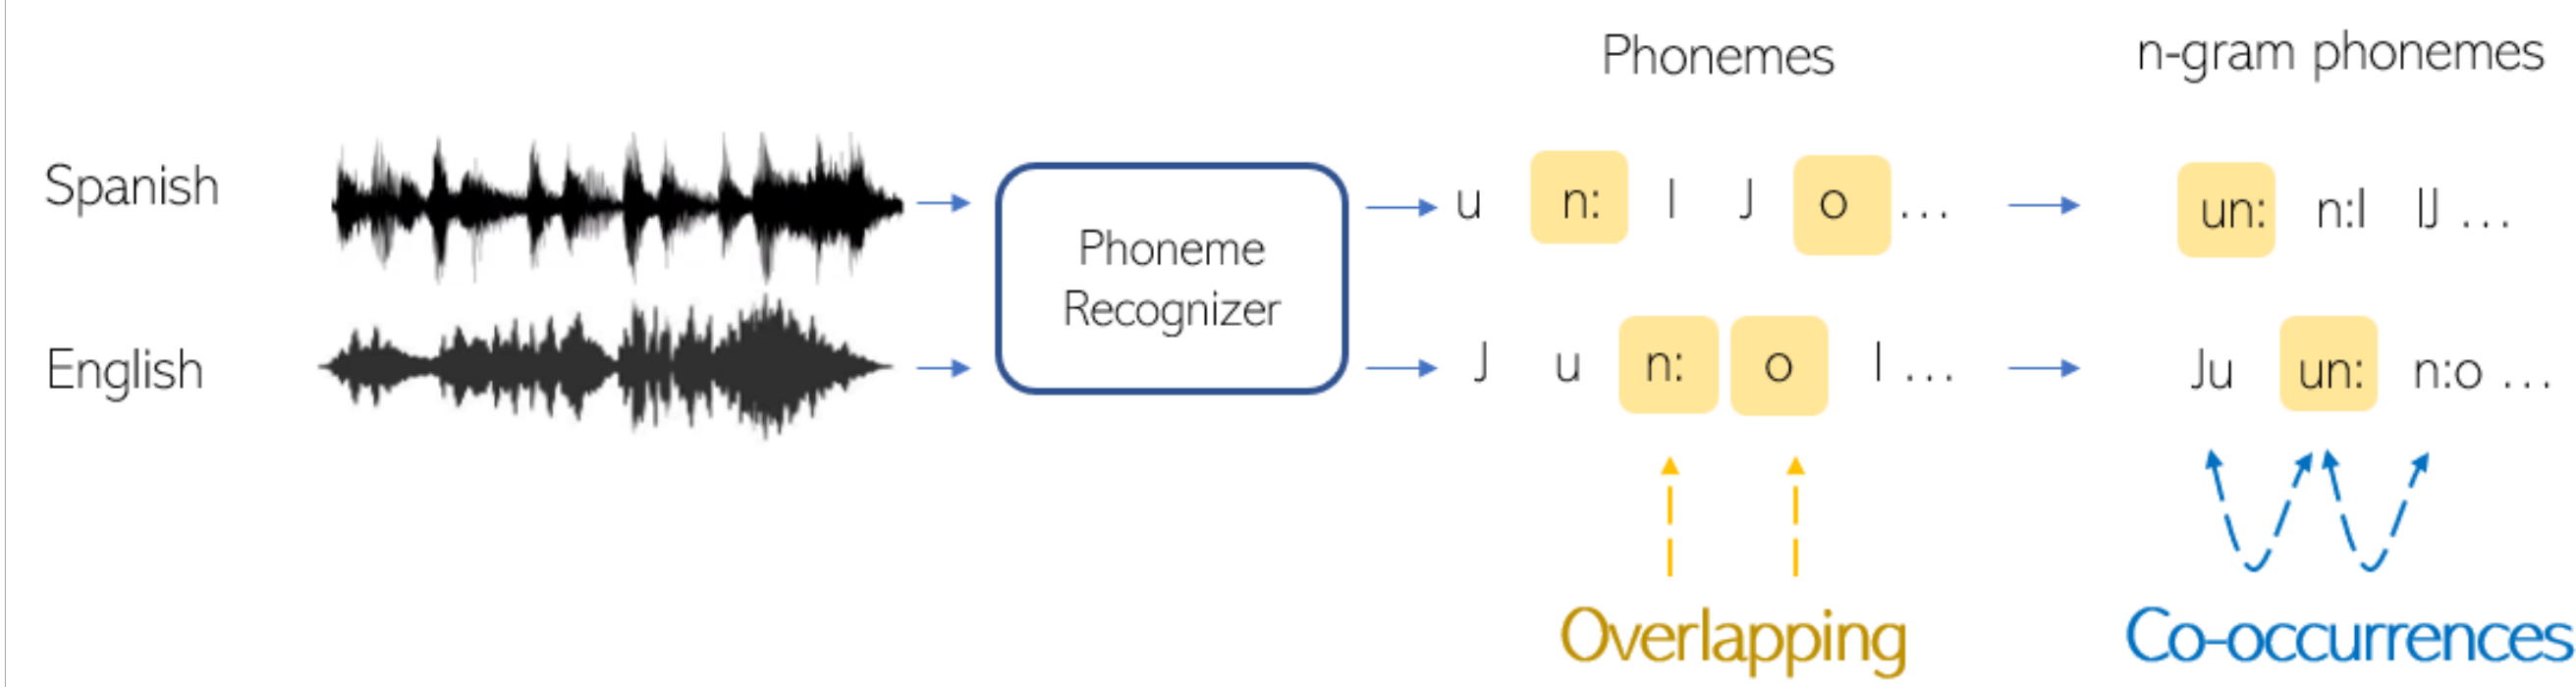 Phonemes n-gram phonemes
Spanish u n: l J o ... un: n:l lJ ...
Phoneme
Recognizer
English J u n: o l ... Ju un: n:o ...
Overlapping Co-occurrences